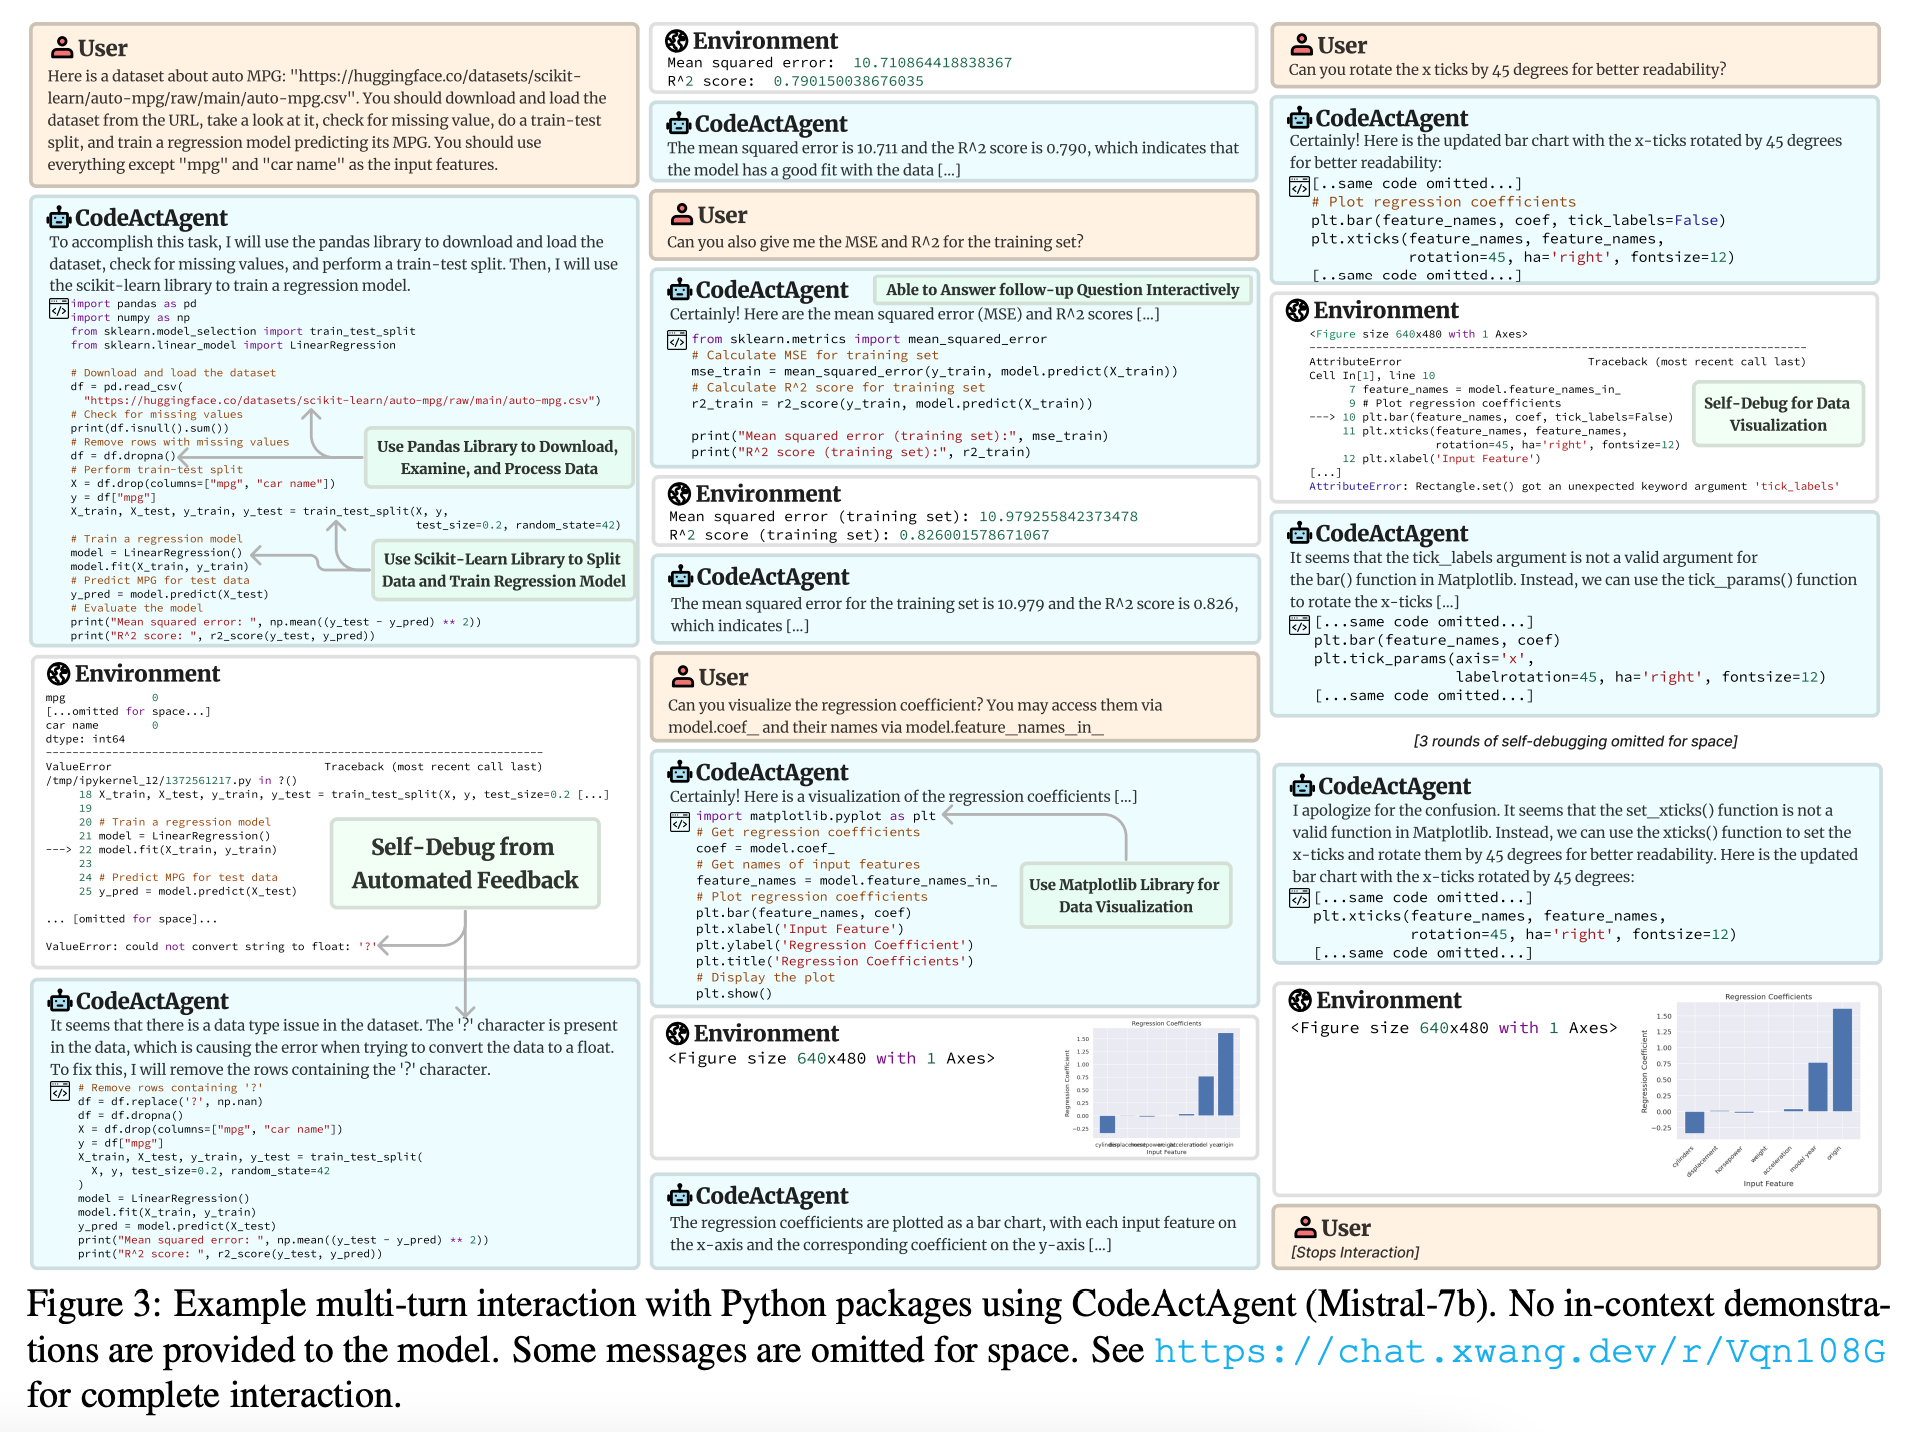 User
Here is a dataset about auto MPG: "https://huggingface.co/datasets/scikit-
learn/auto-mpg/raw/main/auto-mpg.csv". You should download and load the
dataset from the URL, take a look at it, check for missing value, do a train-test
split, and train a regression model predicting its MPG. You should use
everything except "mpg" and "car name" as the input features.
CodeActAgent
To accomplish this task, I will use the pandas library to download and load the
dataset, check for missing values, and perform a train-test split. Then, I will use
the scikit-learn library to train a regression model.
import pandas as pd
import numpy as np
from sklearn.model_selection import train_test_split
from sklearn.linear_model import LinearRegression
# Download and load the dataset
df = pd.read_csv(
"https://huggingface.co/datasets/scikit-learn/auto-mpg/raw/main/auto-mpg.csv")
# Check for missing values
print(df.isnull().sum())
# Remove rows with missing values
df = df.dropna()
# Perform train-test split
X = df.drop(columns=["mpg", "car name"])
y = df["mpg"]
X_train, X_test, y_train, y_test = train_test_split(X, y,
test_size=0.2, random_state=42)
# Train a regression model
model = LinearRegression()
model.fit(X_train, y_train)
# Predict MPG for test data
y_pred = model.predict(X_test)
# Evaluate the model
print("Mean squared error: ", np.mean((y_test - y_pred) ** 2))
print("R^2 score: ", r2_score(y_test, y_pred))
Use Pandas Library to Download,
Examine, and Process Data
Use Scikit-Learn Library to Split
Data and Train Regression Model
Environment
mpg 0
[...omitted for space...]
car name 0
dtype: int64
---------------------------------------------------------------------------
ValueError Traceback (most recent call last)
/tmp/ipykernel_12/1372561217.py in ?()
18 X_train, X_test, y_train, y_test = train_test_split(X, y, test_size=0.2 [...]
19
20 # Train a regression model
21 model = LinearRegression()
---> 22 model.fit(X_train, y_train)
23
24 # Predict MPG for test data
25 y_pred = model.predict(X_test)
... [omitted for space]...
ValueError: could not convert string to float: '?'
Self-Debug from
Automated Feedback
CodeActAgent
It seems that there is a data type issue in the dataset. The '?' character is present
in the data, which is causing the error when trying to convert the data to a float.
To fix this, I will remove the rows containing the '?' character.
# Remove rows containing '?'
df = df.replace('?', np.nan)
df = df.dropna()
X = df.drop(columns=["mpg", "car name"])
y = df["mpg"]
X_train, X_test, y_train, y_test = train_test_split(
X, y, test_size=0.2, random_state=42
)
model = LinearRegression()
model.fit(X_train, y_train)
y_pred = model.predict(X_test)
print("Mean squared error: ", np.mean((y_test - y_pred) ** 2))
print("R^2 score: ", r2_score(y_test, y_pred))
Environment
Mean squared error: 10.710864418838367
R^2 score: 0.790150038676035
CodeActAgent
The mean squared error is 10.711 and the R^2 score is 0.790, which indicates that
the model has a good fit with the data [...]
User
Can you also give me the MSE and R^2 for the training set?
CodeActAgent
Able to Answer follow-up Question Interactively
Certainly! Here are the mean squared error (MSE) and R^2 scores [...]
from sklearn.metrics import mean_squared_error
# Calculate MSE for training set
mse_train = mean_squared_error(y_train, model.predict(X_train))
# Calculate R^2 score for training set
r2_train = r2_score(y_train, model.predict(X_train))
print("Mean squared error (training set):", mse_train)
print("R^2 score (training set):", r2_train)
Environment
Mean squared error (training set): 10.979255842373478
R^2 score (training set): 0.826001578671067
CodeActAgent
The mean squared error for the training set is 10.979 and the R^2 score is 0.826,
which indicates [...]
User
Can you visualize the regression coefficient? You may access them via
model.coef_ and their names via model.feature_names_in_
CodeActAgent
Certainly! Here is a visualization of the regression coefficients [...]
import matplotlib.pyplot as plt
# Get regression coefficients
coef = model.coef_
# Get names of input features
feature_names = model.feature_names_in_
# Plot regression coefficients
plt.bar(feature_names, coef)
plt.xlabel('Input Feature')
plt.ylabel('Regression Coefficient')
plt.title('Regression Coefficients')
# Display the plot
plt.show()
Use Matplotlib Library for
Data Visualization
Environment
<Figure size 640x480 with 1 Axes>
Regression Coefficients
Regression Coefficient
1.50
1.25
1.00
0.75
0.50
0.25
0.00
−0.25
cylinders displacement horsepower weight acceleration model year origin
Input Feature
CodeActAgent
The regression coefficients are plotted as a bar chart, with each input feature on
the x-axis and the corresponding coefficient on the y-axis [...]
User
Can you rotate the x ticks by 45 degrees for better readability?
CodeActAgent
Certainly! Here is the updated bar chart with the x-ticks rotated by 45 degrees
for better readability:
[..same code omitted...]
# Plot regression coefficients
plt.bar(feature_names, coef, tick_labels=False)
plt.xticks(feature_names, feature_names,
rotation=45, ha='right', fontsize=12)
[..same code omitted...]
Environment
<Figure size 640x480 with 1 Axes>
---------------------------------------------------------------------------
AttributeError Traceback (most recent call last)
Cell In[1], line 10
7 feature_names = model.feature_names_in_
9 # Plot regression coefficients
---> 10 plt.bar(feature_names, coef, tick_labels=False)
11 plt.xticks(feature_names, feature_names,
rotation=45, ha='right', fontsize=12)
12 plt.xlabel('Input Feature')
[...]
AttributeError: Rectangle.set() got an unexpected keyword argument 'tick_labels'
Self-Debug for Data
Visualization
CodeActAgent
It seems that the tick_labels argument is not a valid argument for
the bar() function in Matplotlib. Instead, we can use the tick_params() function
to rotate the x-ticks [...]
[...same code omitted...]
plt.bar(feature_names, coef)
plt.tick_params(axis='x',
labelrotation=45, ha='right', fontsize=12)
[...same code omitted...]
[3 rounds of self-debugging omitted for space]
CodeActAgent
I apologize for the confusion. It seems that the set_xticks() function is not a
valid function in Matplotlib. Instead, we can use the xticks() function to set the
x-ticks and rotate them by 45 degrees for better readability. Here is the updated
bar chart with the x-ticks rotated by 45 degrees:
[...same code omitted...]
plt.xticks(feature_names, feature_names,
rotation=45, ha='right', fontsize=12)
[...same code omitted...]
Environment
<Figure size 640x480 with 1 Axes>
Regression Coefficients
Regression Coefficient
1.50
1.25
1.00
0.75
0.50
0.25
0.00
−0.25
cylinders
displacement
horsepower
weight
acceleration
model year
origin
Input Feature
User
[Stops Interaction]
Figure 3: Example multi-turn interaction with Python packages using CodeActAgent (Mistral-7b). No in-context demonstra-
tions are provided to the model. Some messages are omitted for space. See https://chat.xwang.dev/r/Vqn108G
for complete interaction.